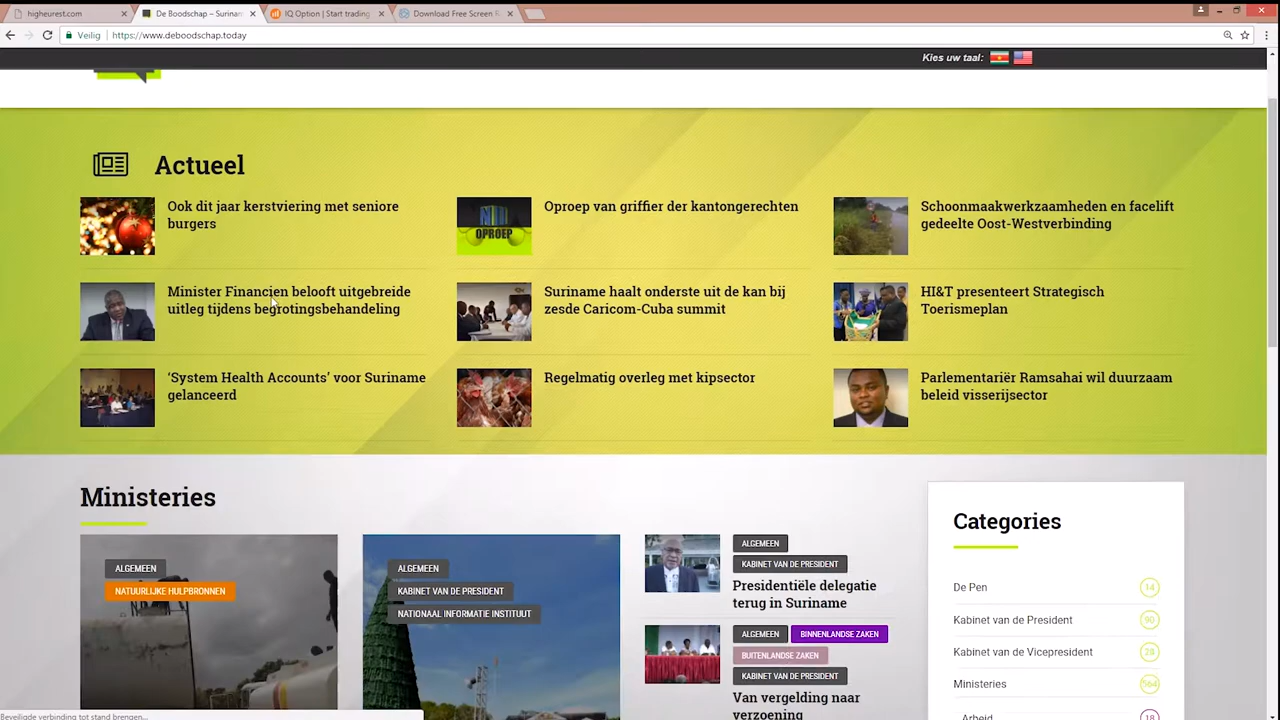 higheurest.com
De Boodschap – Surinam
IQ Option | Start trading
Download Free Screen R
Veilig
https://www.deboodschap.today
Kies uw taal:
Actueel
Ook dit jaar kerstviering met seniore
burgers
Oproep van griffier der kantongerechten
OPROEP
Schoonmaakwerkzaamheden en facelift
gedeelte Oost-Westverbinding
Minister Financien belooft uitgebreide
uitleg tijdens begrotingsbehandeling
Suriname haalt onderste uit de kan bij
zesde Caricom-Cuba summit
HI&T presenteert Strategisch
Toerismeplan
‘System Health Accounts’ voor Suriname
gelanceerd
Regelmatig overleg met kipsector
Parlementariër Ramsahai wil duurzaam
beleid visserijsector
Ministeries
ALGEMEEN
NATUURLIJKE HULPBRONNEN
ALGEMEEN
KABINET VAN DE PRESIDENT
NATIONAAL INFORMATIE INSTITUUT
ALGEMEEN
KABINET VAN DE PRESIDENT
Presidentiële delegatie
terug in Suriname
ALGEMEEN
BINNENLANDSE ZAKEN
BUITENLANDSE ZAKEN
KABINET VAN DE PRESIDENT
Van vergelding naar
verzoening
Categories
De Pen 14
Kabinet van de President 90
Kabinet van de Vicepresident 28
Ministeries 564
Arbeid 18
Beveiligde verbinding tot stand brengen...